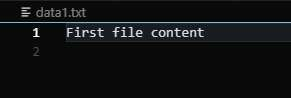 data1.txt
1 First file content
2